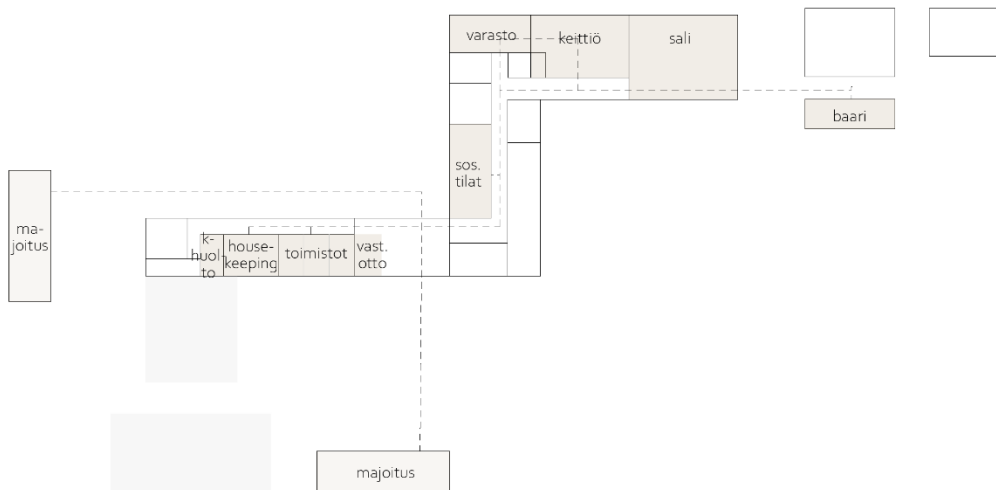 varasto
keittiö
sali
baari
sos.
tilat
ma-
joitus
k-
huol-
to
house-
keeping
toimistot
vast.
otto
majoitus